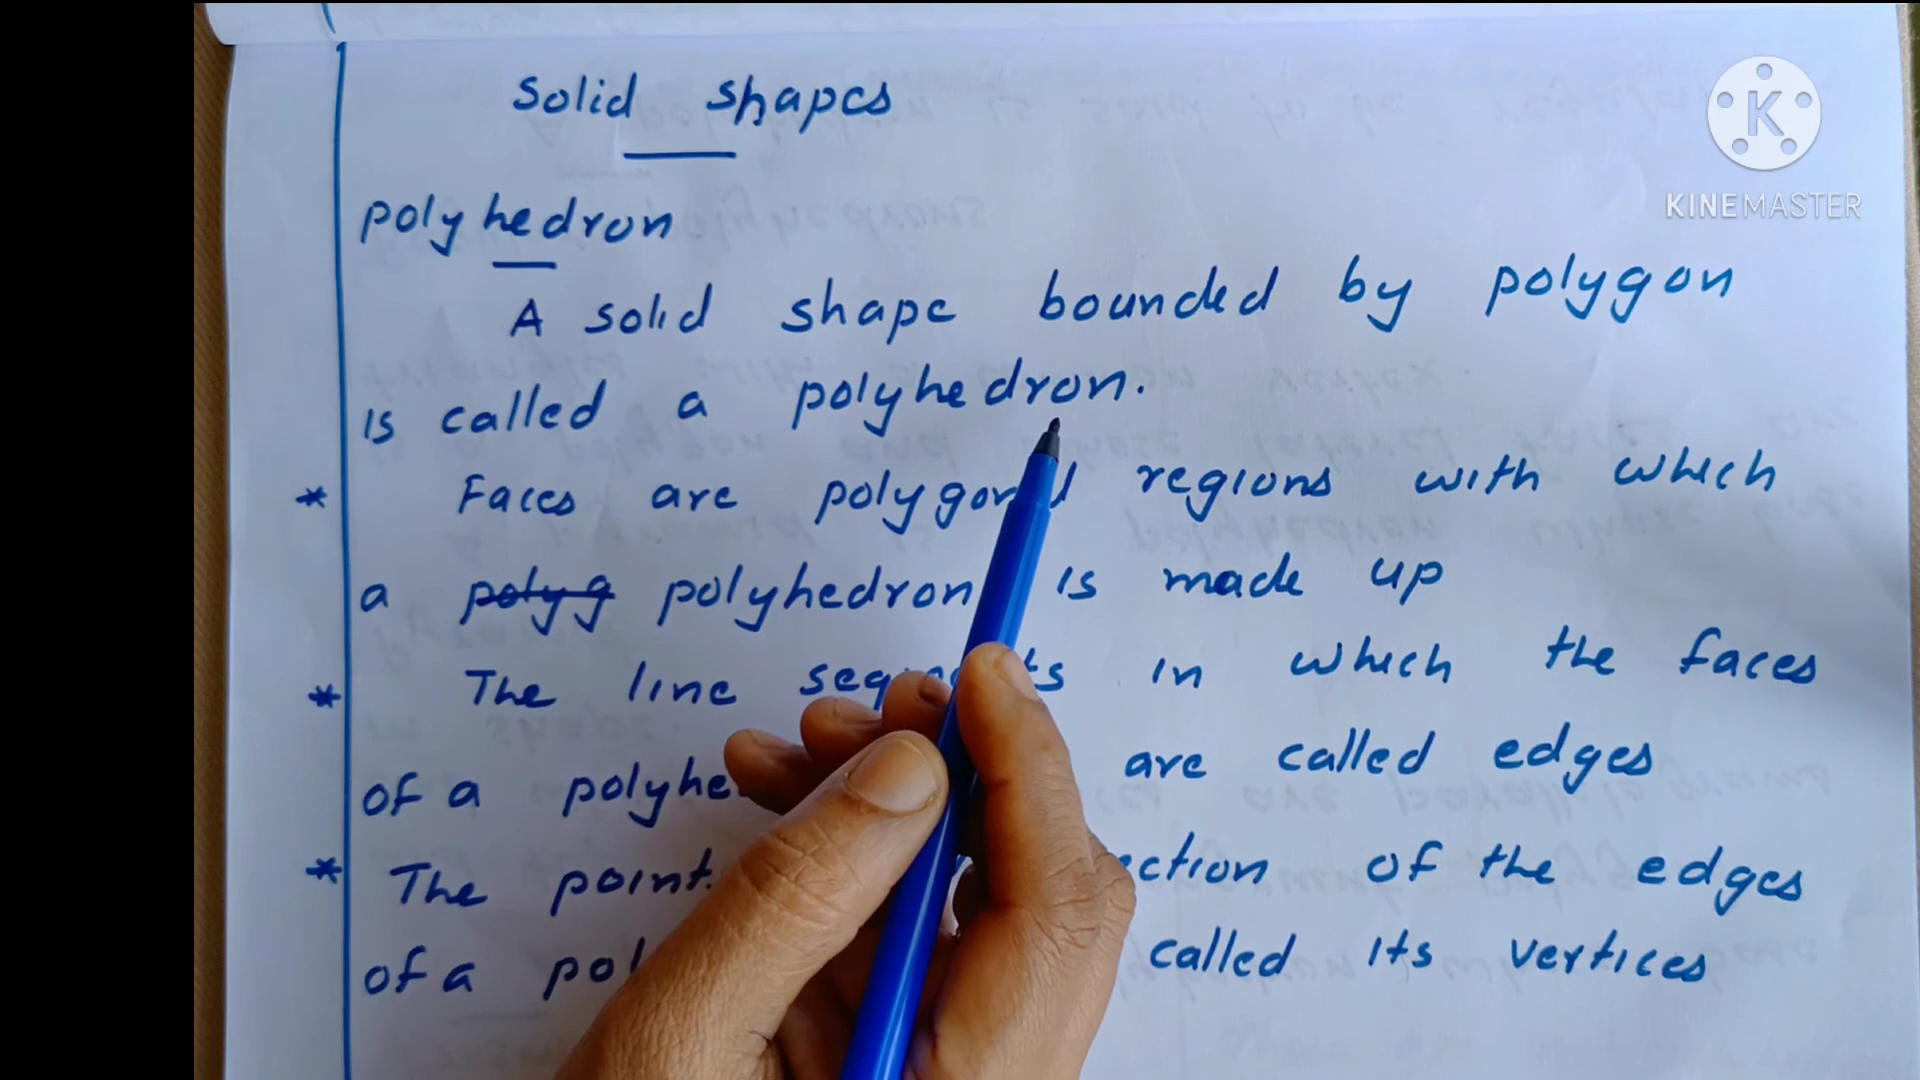 Solid shapes
K
KINEMASTER
polyhedron
A solid shape bounded by polygon
is called a polyhedron.
* Faces are regions with which
a polyg polyhedron is made up
* The line in which the faces
of a are called edges
* The point of the edges
of a called its vertices